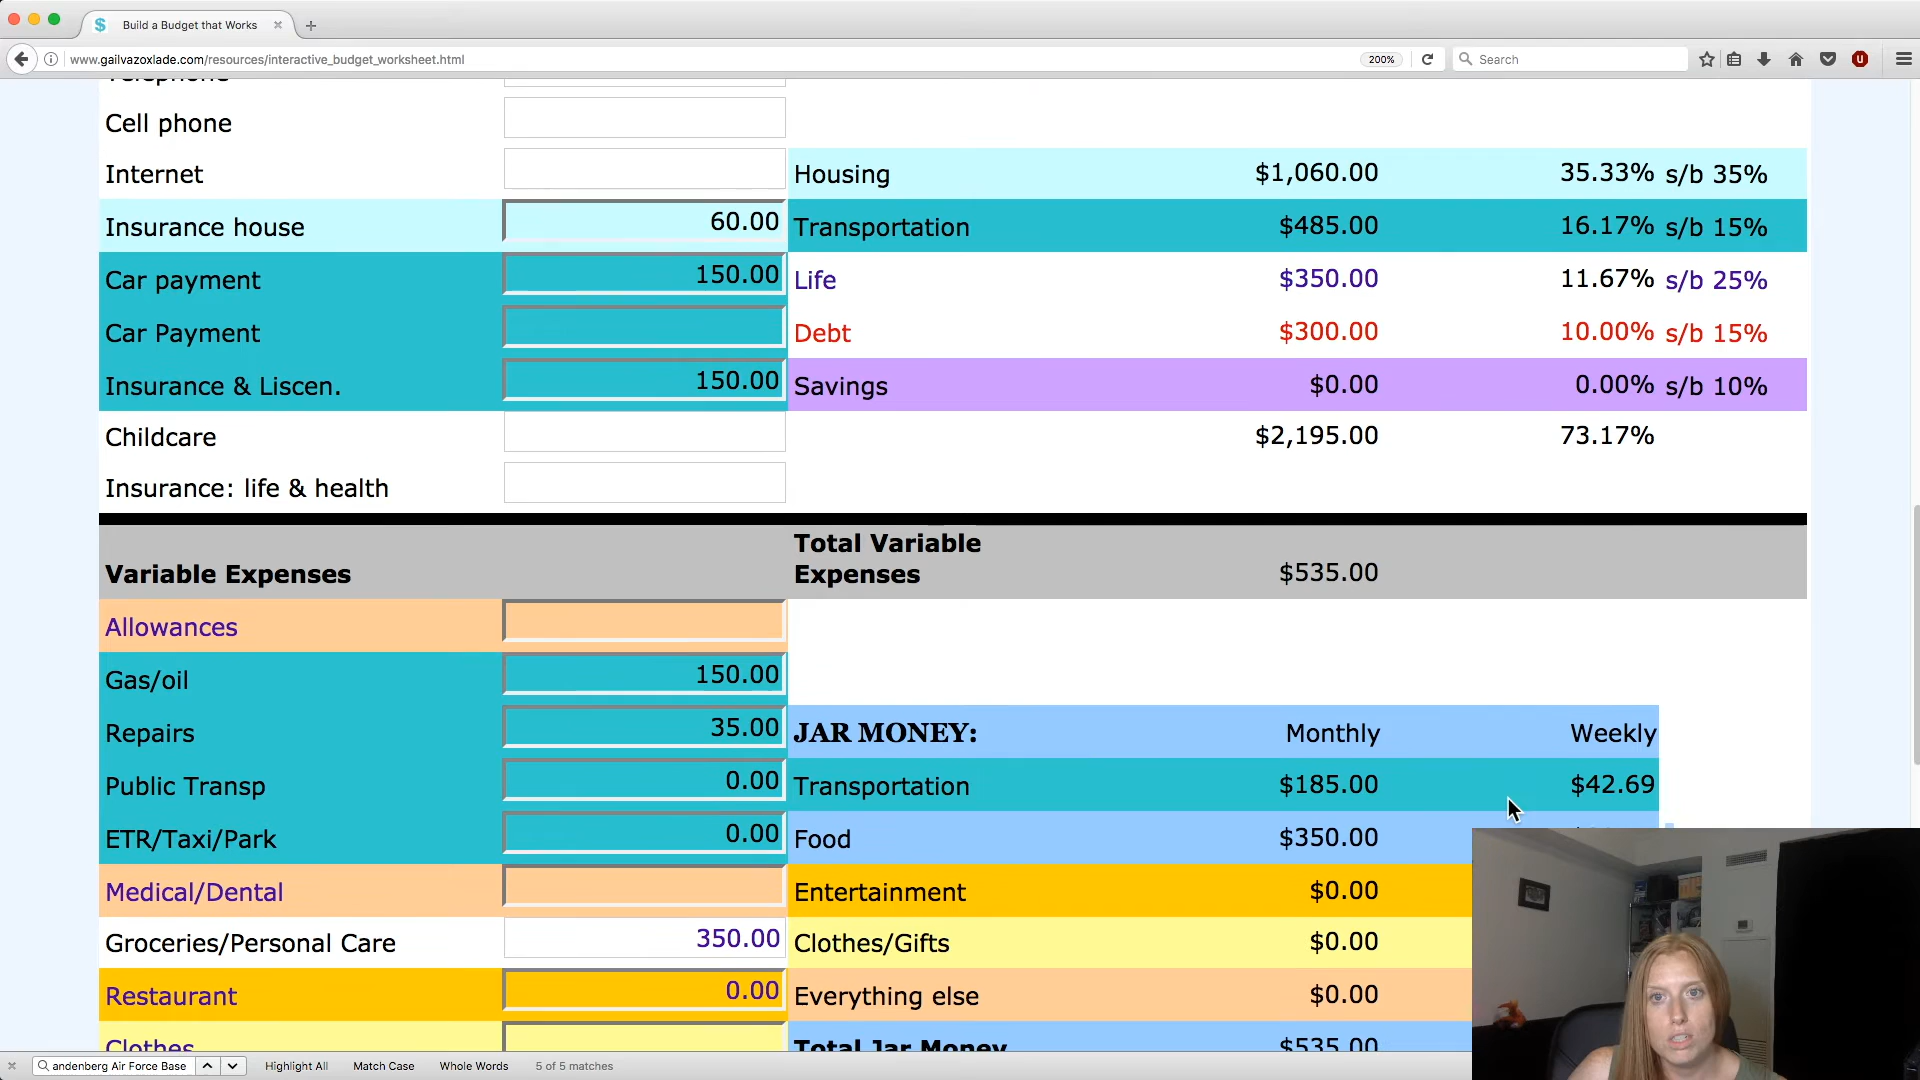 Build a Budget that Works
www.gailvazoxlade.com/resources/interactive_budget_worksheet.html
200%
Search
Cell phone
Internet
Housing $1,060.00 35.33% s/b 35%
Insurance house 60.00 Transportation $485.00 16.17% s/b 15%
Car payment 150.00 Life $350.00 11.67% s/b 25%
Car Payment Debt $300.00 10.00% s/b 15%
Insurance & Liscen. 150.00 Savings $0.00 0.00% s/b 10%
Childcare $2,195.00 73.17%
Insurance: life & health
Total Variable
Variable Expenses Expenses $535.00
Allowances
Gas/oil 150.00
Repairs 35.00 JAR MONEY: Monthly Weekly
Public Transp 0.00 Transportation $185.00 $42.69
ETR/Taxi/Park 0.00 Food $350.00
Medical/Dental Entertainment $0.00
Groceries/Personal Care 350.00 Clothes/Gifts $0.00
Restaurant 0.00 Everything else $0.00
Clothes Total Jar Money $535.00
andenberg Air Force Base Highlight All Match Case Whole Words 5 of 5 matches